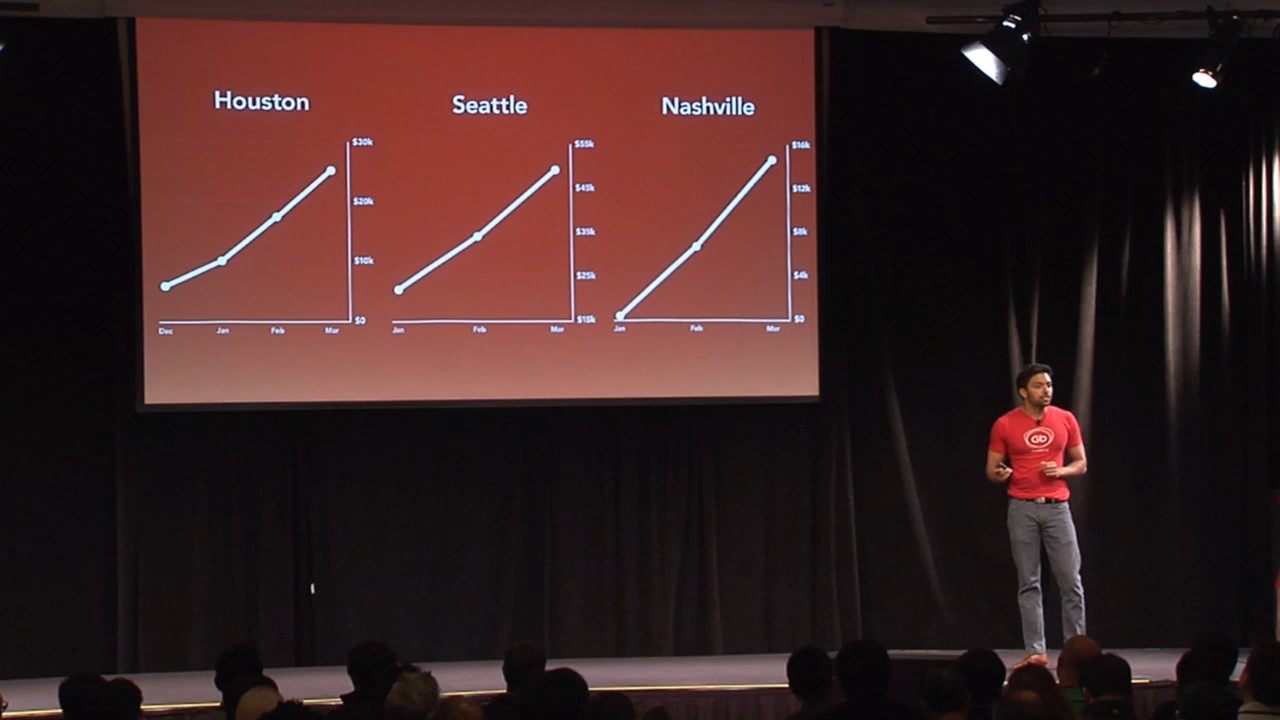 Houston
$30k
$20k
$10k
$0
Dec Jan Feb Mar
Seattle
$55k
$45k
$35k
$25k
$15k
Jan Feb Mar
Nashville
$16k
$12k
$8k
$4k
$0
Jan Feb Mar
Gb